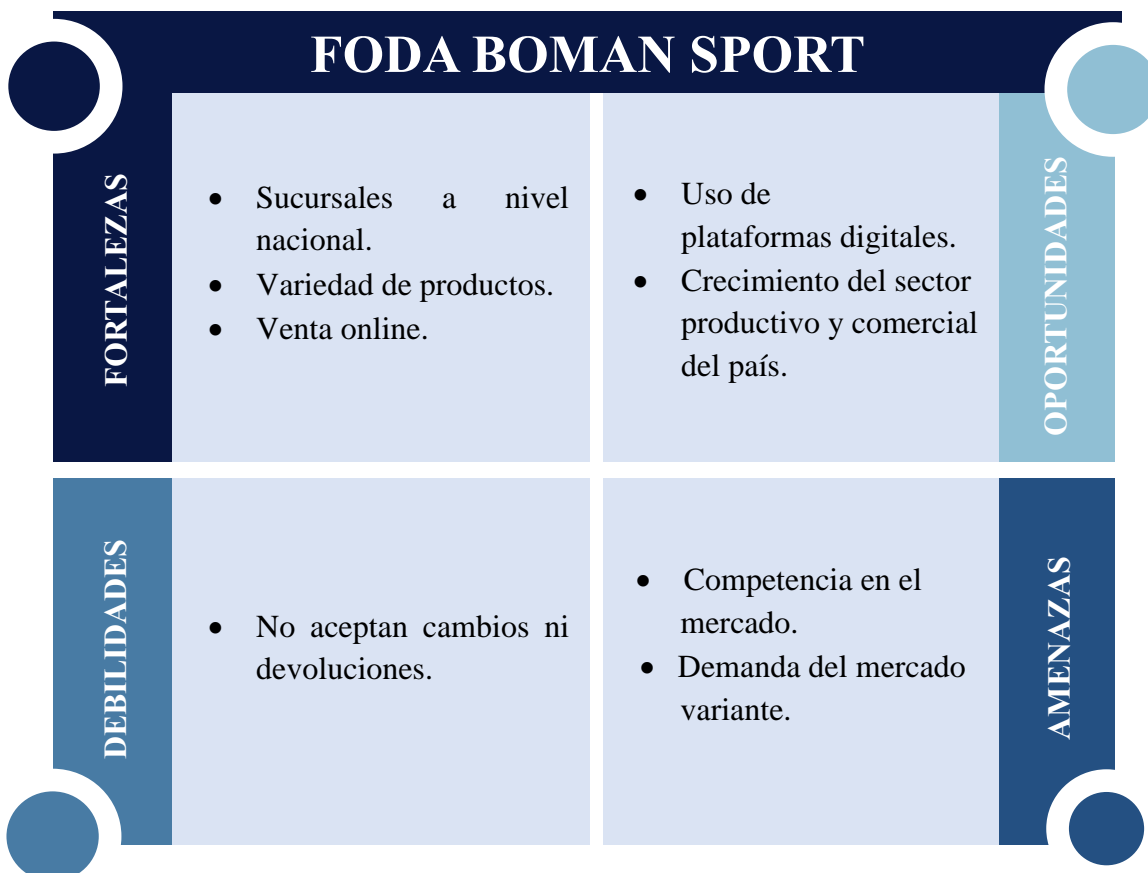 FODA BOMAN SPORT
FORTALEZAS
• Sucursales a nivel
nacional.
• Variedad de productos.
• Venta online.
• Uso de
plataformas digitales.
• Crecimiento del sector
productivo y comercial
del país.
OPORTUNIDADES
DEBILIDADES
• No aceptan cambios ni
devoluciones.
• Competencia en el
mercado.
• Demanda del mercado
variante.
AMENAZAS